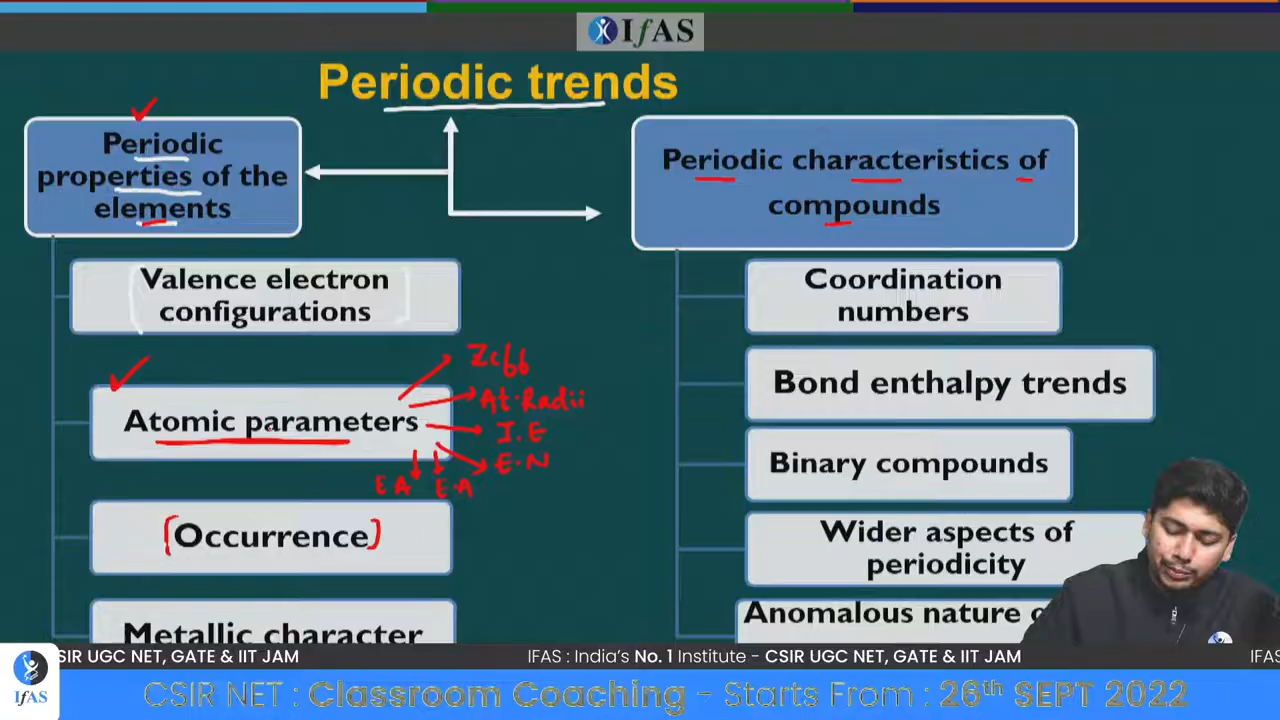 IfAS
Periodic trends
Periodic
properties of the
elements
Valence electron
configurations
Atomic parameters
Zeff
At. Radii
I.E
E.N
EA
E.A
Occurrence
Metallic character
Periodic characteristics of
compounds
Coordination
numbers
Bond enthalpy trends
Binary compounds
Wider aspects of
periodicity
Anomalous nature
CSIR UGC NET, GATE & IIT JAM
IFAS : India's No. 1 Institute - CSIR UGC NET, GATE & IIT JAM
IFAS
IfAS
CSIR NET : Classroom Coaching - Starts From : 26th SEPT 2022